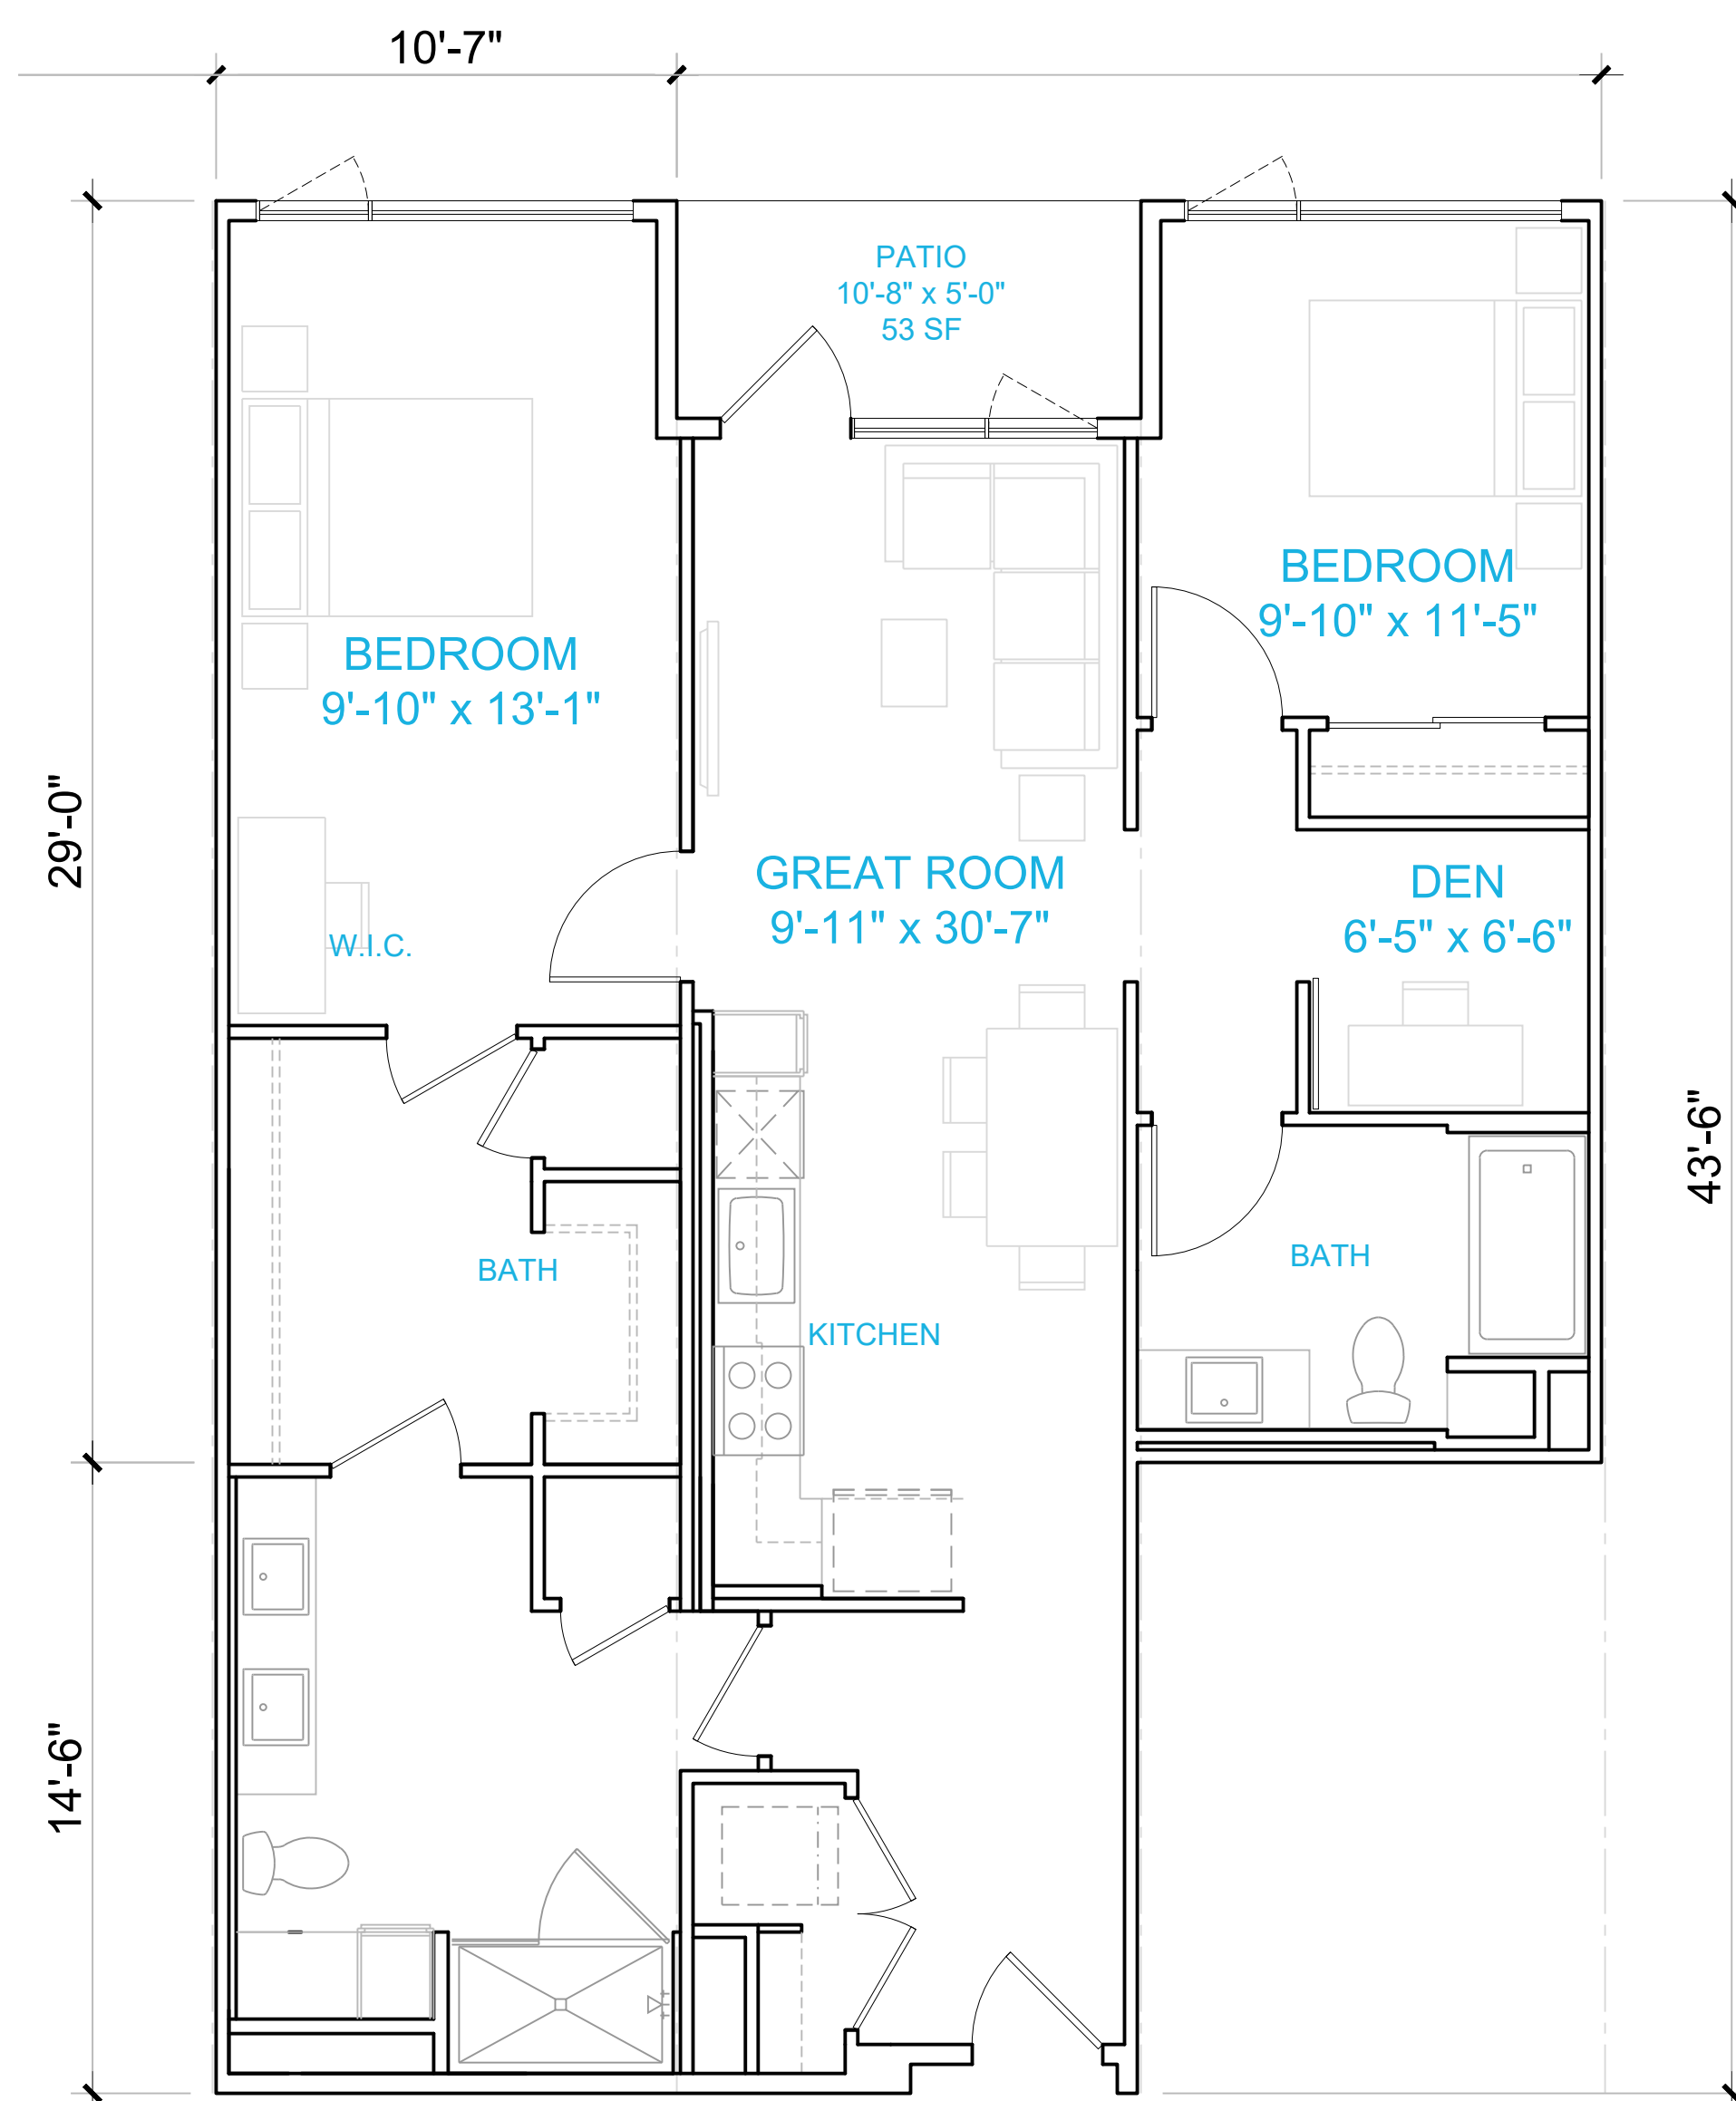 10'-7"
PATIO
10'-8" x 5'-0"
53 SF
BEDROOM
9'-10" x 11'-5"
BEDROOM
9'-10" x 13'-1"
29'-0"
GREAT ROOM
9'-11" x 30'-7"
DEN
6'-5" x 6'-6"
W.I.C.
43'-6"
BATH
BATH
KITCHEN
14'-6"